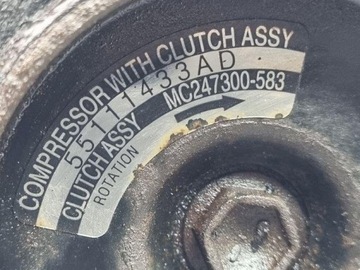 COMPRESSOR WITH CLUTCH ASSY
55111433AD
CLUTCH ASSY MC247300-583
ROTATION